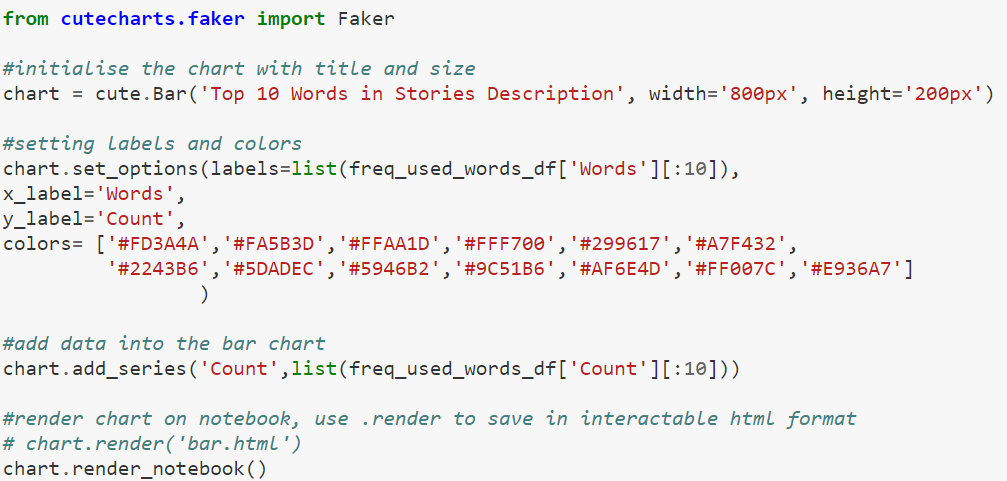 from cutecharts.faker import Faker
#initialise the chart with title and size
chart = cute.Bar('Top 10 Words in Stories Description', width='800px', height='200px')
#setting labels and colors
chart.set_options(labels=list(freq_used_words_df['Words'][:10]),
x_label='Words',
y_label='Count',
colors= ['#FD3A4A','#FA5B3D','#FFAA1D','#FFF700','#299617','#A7F432',
'#2243B6','#5DADEC','#5946B2','#9C51B6','#AF6E4D','#FF007C','#E936A7']
)
#add data into the bar chart
chart.add_series('Count',list(freq_used_words_df['Count'][:10]))
#render chart on notebook, use .render to save in interactable html format
# chart.render('bar.html')
chart.render_notebook()